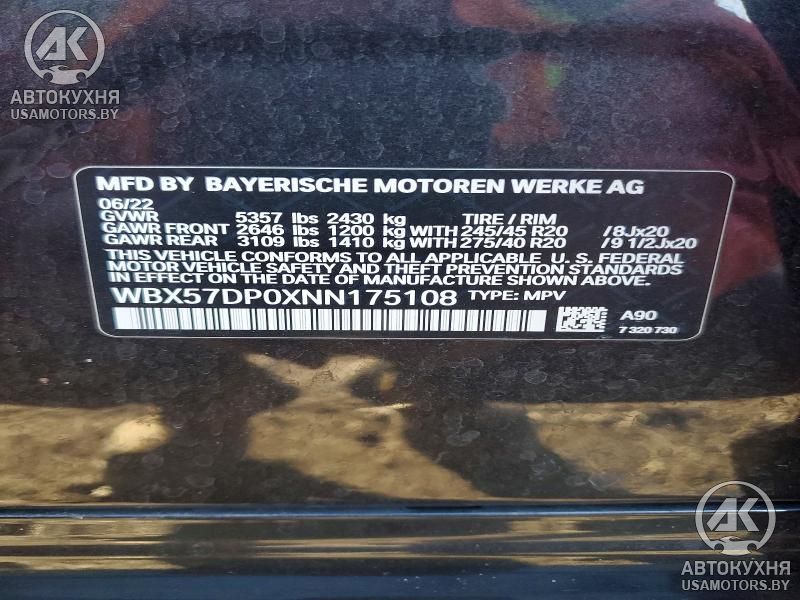 АК
АВТОКУХНЯ
USAMOTORS.BY
MFD BY BAYERISCHE MOTOREN WERKE AG
06/22
GVWR 5357 lbs 2430 kg TIRE / RIM
GAWR FRONT 2646 lbs 1200 kg WITH 245/45 R20 / 8Jx20
GAWR REAR 3109 lbs 1410 kg WITH 275/40 R20 / 9 1/2Jx20
THIS VEHICLE CONFORMS TO ALL APPLICABLE U. S. FEDERAL
MOTOR VEHICLE SAFETY AND THEFT PREVENTION STANDARDS
IN EFFECT ON THE DATE OF MANUFACTURE SHOWN ABOVE.
WBX57DP0XNN175108 TYPE: MPV
A90
7 320 730
АК
АВТОКУХНЯ
USAMOTORS.BY